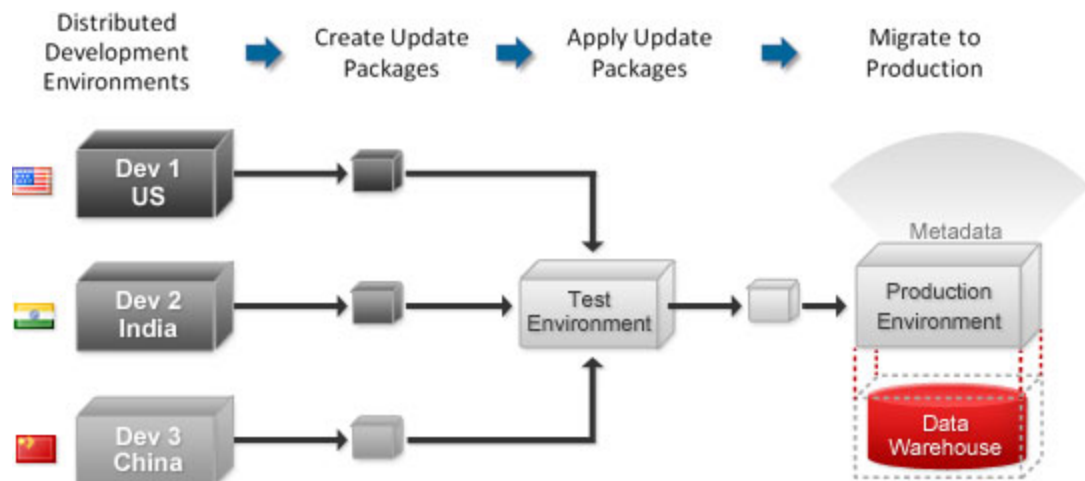 Distributed
Development
Environments
Create Update
Packages
Apply Update
Packages
Migrate to
Production
Dev 1
US
Dev 2
India
Dev 3
China
Test
Environment
Metadata
Production
Environment
Data
Warehouse